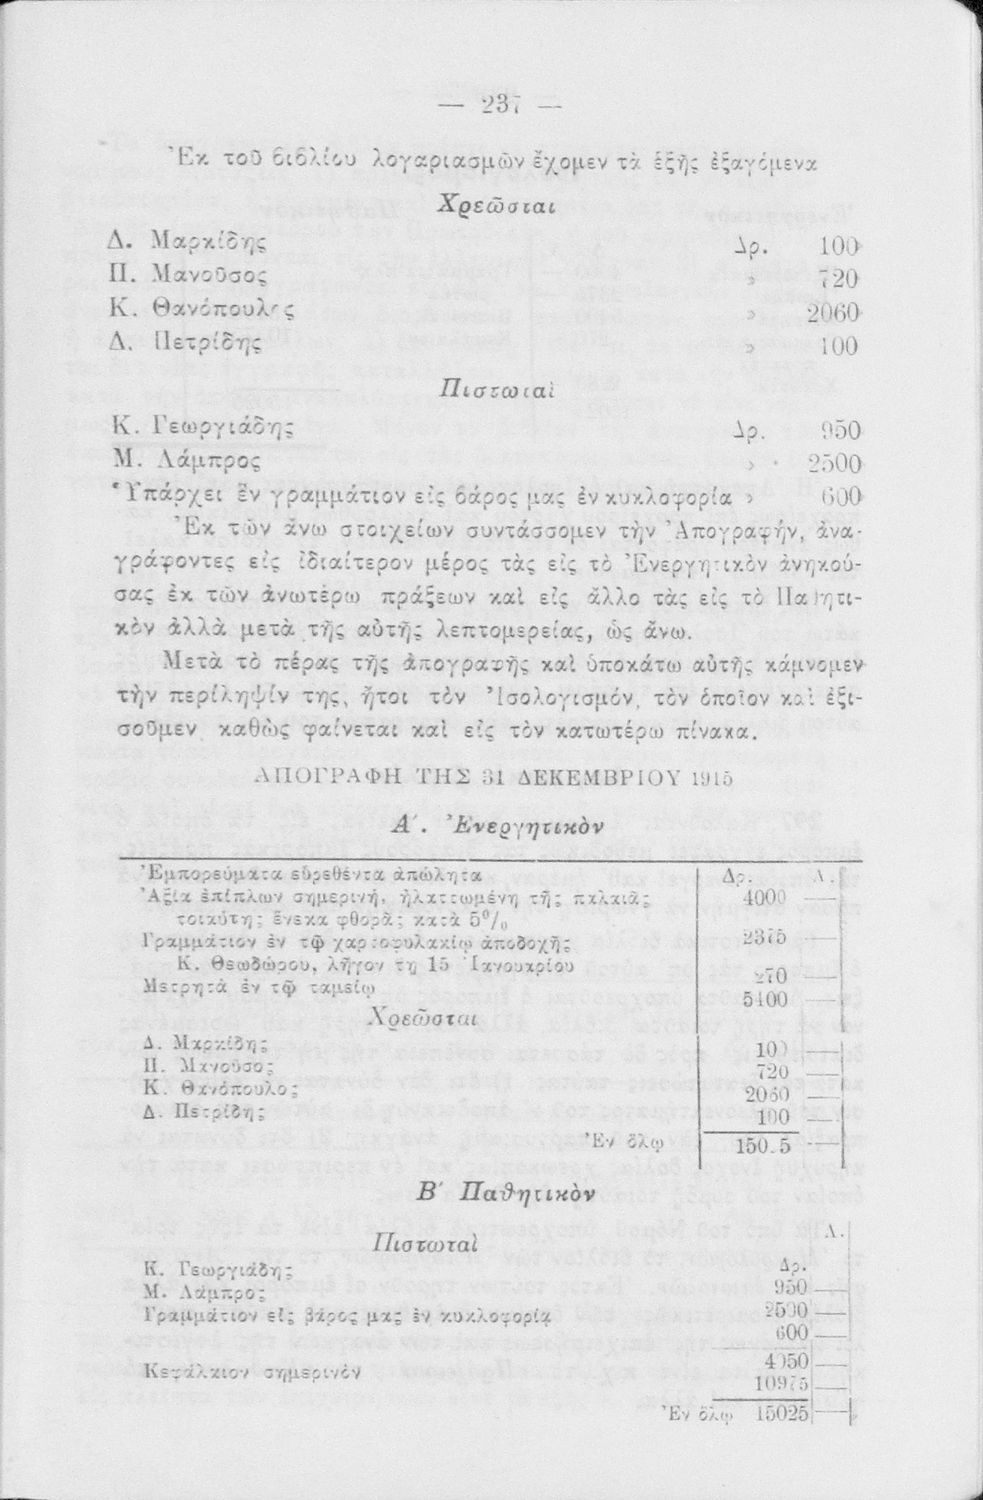 — 237 —
Ἐκ τοῦ βιβλίου λογαριασμῶν ἔχομεν τὰ ἑξῆς ἐξαγόμενα
Χρεῶσται
Δ. Μαρκίδης Δρ. 100
Π. Μανοῦσος » 720
Κ. Θανόπουλος » 2060
Δ. Πετρίδης » 100
Πιστωταὶ
Κ. Γεωργιάδης Δρ. 950
Μ. Λάμπρος » 2500
Ὑπάρχει ἓν γραμμάτιον εἰς βάρος μας ἐν κυκλοφορίᾳ » 600
Ἐκ τῶν ἄνω στοιχείων συντάσσομεν τὴν Ἀπογραφήν, ἀνα-
γράφοντες εἰς ἰδιαίτερον μέρος τὰς εἰς τὸ Ἐνεργητικὸν ἀνηκού-
σας ἐκ τῶν ἀνωτέρω πράξεων καὶ εἰς ἄλλο τὰς εἰς τὸ Παθητι-
κὸν ἀλλὰ μετὰ τῆς αὐτῆς λεπτομερείας, ὡς ἄνω.
Μετὰ τὸ πέρας τῆς ἀπογραφῆς καὶ ὑποκάτω αὐτῆς κάμνομεν
τὴν περίληψίν της, ἤτοι τὸν Ἰσολογισμόν, τὸν ὁποῖον καὶ ἐξι-
σοῦμεν καθὼς φαίνεται καὶ εἰς τὸν κατωτέρω πίνακα.
ΑΠΟΓΡΑΦΗ ΤΗΣ 31 ΔΕΚΕΜΒΡΙΟΥ 1915
Α΄. Ἐνεργητικὸν
Ἐμπορεύματα εὑρεθέντα ἀπώλητα Δρ. Λ.
Ἀξία ἐπίπλων σημερινή, ἠλαττωμένη τῆς παλαιᾶς 4000
τοιαύτης ἕνεκα φθορᾶς κατὰ 5%
Γραμμάτιον ἐν τῷ χαρτοφυλακίῳ ἀποδοχῆς 2375 —
Κ. Θεωδώρου, λῆγον τῃ 15 Ἰανουαρίου 270 —
Μετρητὰ ἐν τῷ ταμείῳ 5400 —
Χρεῶσται
Δ. Μαρκίδης 100 —
Π. Μανοῦσος 720 —
Κ. Θανόπουλος 2060 —
Δ. Πετρίδης 100 —
Ἐν ὅλῳ 150.5 —
Β΄ Παθητικὸν
Πιστωταὶ Λ.
Κ. Γεωργιάδης Δρ.
Μ. Λάμπρος 950 —
Γραμμάτιον εἰς βάρος μας ἐν κυκλοφορίᾳ 2500 —
600 —
4050 —
Κεφάλαιον σημερινὸν 10975 —
Ἐν ὅλῳ 15025 —